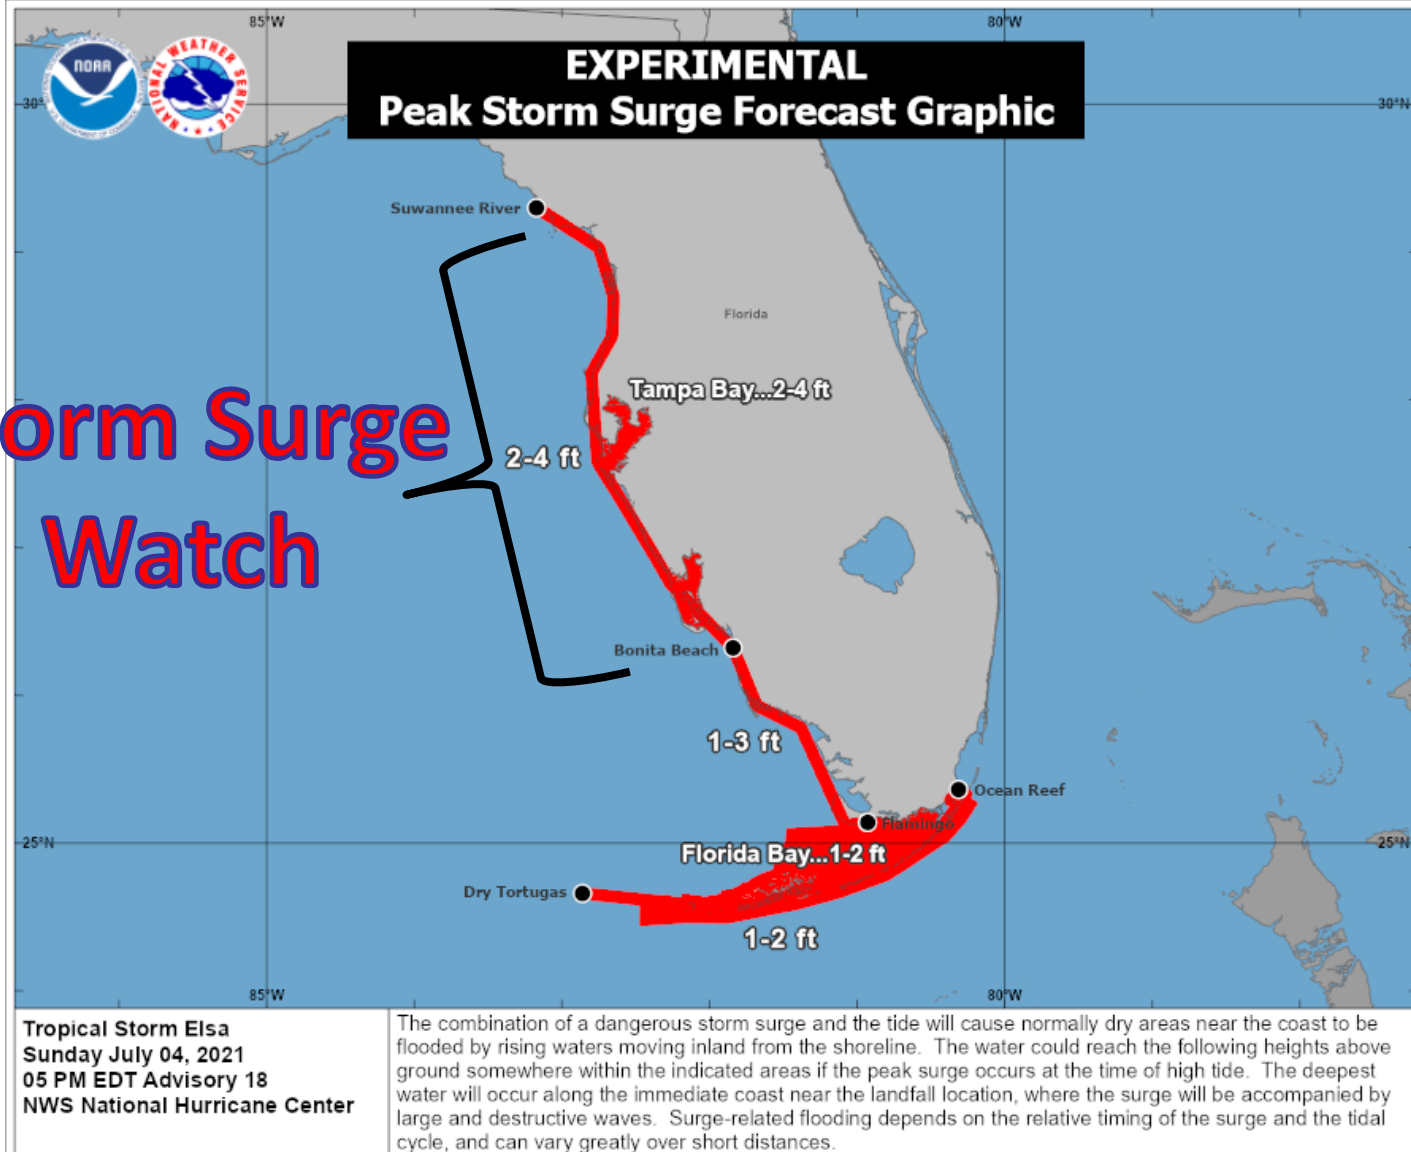 85°W
80°W
NOAA
NATIONAL WEATHER SERVICE
EXPERIMENTAL
Peak Storm Surge Forecast Graphic
30°
30°N
Suwannee River
Florida
Tampa Bay...2-4 ft
orm Surge
2-4 ft
Watch
Bonita Beach
1-3 ft
Ocean Reef
Flamingo
25°N
25°N
Florida Bay...1-2 ft
Dry Tortugas
1-2 ft
85°W
80°W
Tropical Storm Elsa
Sunday July 04, 2021
05 PM EDT Advisory 18
NWS National Hurricane Center
The combination of a dangerous storm surge and the tide will cause normally dry areas near the coast to be
flooded by rising waters moving inland from the shoreline. The water could reach the following heights above
ground somewhere within the indicated areas if the peak surge occurs at the time of high tide. The deepest
water will occur along the immediate coast near the landfall location, where the surge will be accompanied by
large and destructive waves. Surge-related flooding depends on the relative timing of the surge and the tidal
cycle, and can vary greatly over short distances.